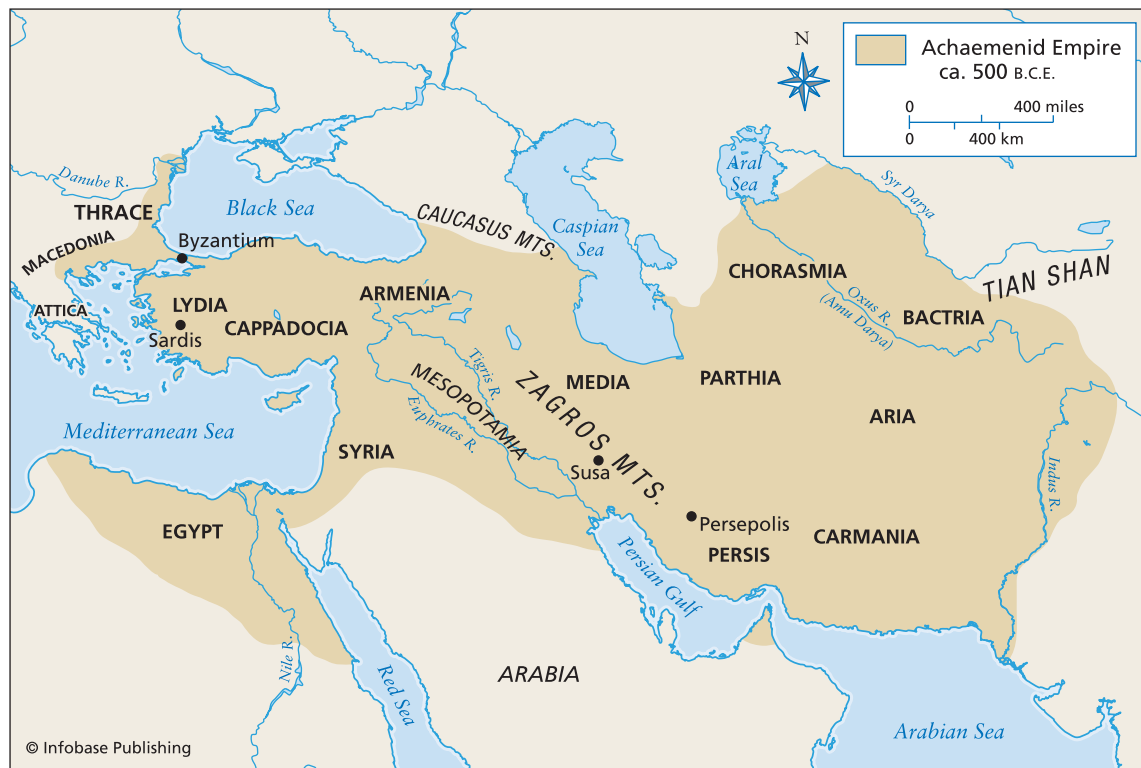 N
Achaemenid Empire
ca. 500 B.C.E.
0 400 miles
0 400 km
Aral
Sea
Syr Darya
Danube R.
THRACE
Black Sea
CAUCASUS MTS.
Caspian
Sea
MACEDONIA
Byzantium
CHORASMIA
TIAN SHAN
ATTICA
LYDIA
ARMENIA
Oxus R.
(Amu Darya)
BACTRIA
Sardis
CAPPADOCIA
Tigris R.
MESOPOTAMIA
Euphrates R.
ZAGROS MTS.
MEDIA
PARTHIA
ARIA
Mediterranean Sea
SYRIA
Susa
Indus R.
EGYPT
Persepolis
PERSIS
CARMANIA
Persian Gulf
Nile R.
Red Sea
ARABIA
Arabian Sea
© Infobase Publishing